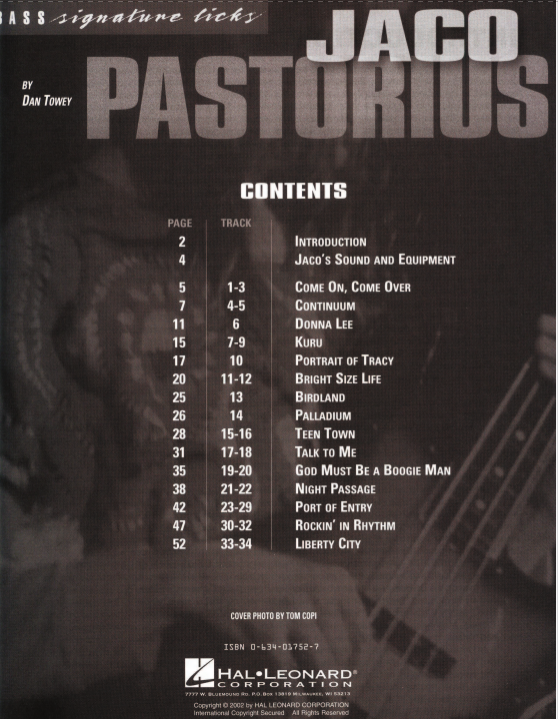 BASS signature licks
JACO
PASTORIUS
BY
DAN TOWEY
CONTENTS
PAGE TRACK
2 INTRODUCTION
4 JACO'S SOUND AND EQUIPMENT
5 1-3 COME ON, COME OVER
7 4-5 CONTINUUM
11 6 DONNA LEE
15 7-9 KURU
17 10 PORTRAIT OF TRACY
20 11-12 BRIGHT SIZE LIFE
25 13 BIRDLAND
26 14 PALLADIUM
28 15-16 TEEN TOWN
31 17-18 TALK TO ME
35 19-20 GOD MUST BE A BOOGIE MAN
38 21-22 NIGHT PASSAGE
42 23-29 PORT OF ENTRY
47 30-32 ROCKIN' IN RHYTHM
52 33-34 LIBERTY CITY
COVER PHOTO BY TOM COPI
ISBN 0-634-01752-7
HAL•LEONARD®
CORPORATION
7777 W. BLUEMOUND RD. P.O. BOX 13819 MILWAUKEE, WI 53213
Copyright © 2002 by HAL LEONARD CORPORATION
International Copyright Secured All Rights Reserved